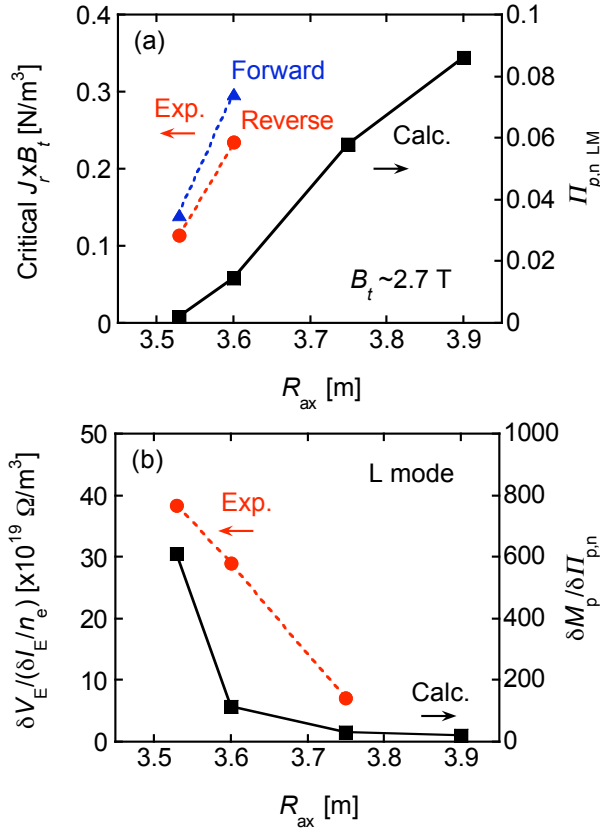 (a)
Critical J_r x B_t [N/m³]
0.4
0.3
0.2
0.1
0
Forward
Exp.
Reverse
Calc.
B_t ~2.7 T
0.1
0.08
0.06
0.04
0.02
0
Π_p,n LM
3.5 3.6 3.7 3.8 3.9
R_ax [m]
(b)
L mode
δV_E/(δI_E/n_e) [x10¹⁹ Ω/m³]
50
40
30
20
10
0
Exp.
Calc.
1000
800
600
400
200
0
δM_p/δΠ_p,n
3.5 3.6 3.7 3.8 3.9
R_ax [m]